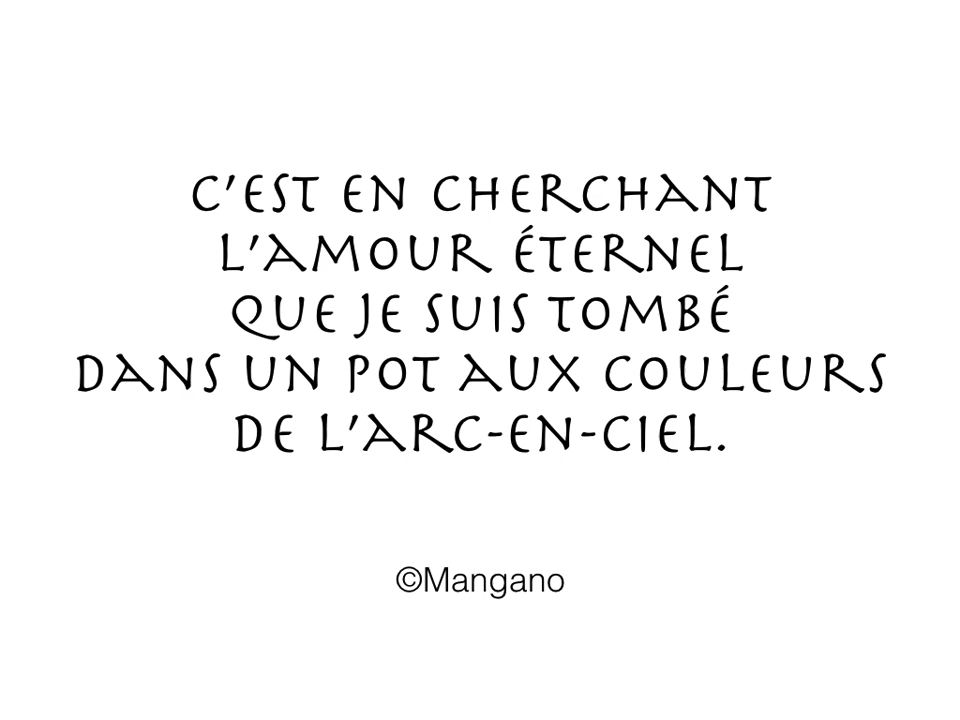 C'EST EN CHERCHANT
L'AMOUR ÉTERNEL
QUE JE SUIS TOMBÉ
DANS UN POT AUX COULEURS
DE L'ARC-EN-CIEL.
©Mangano